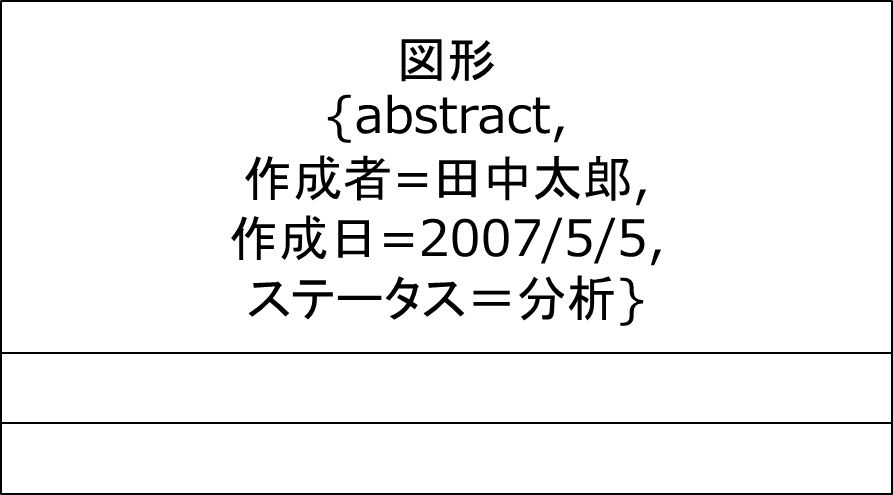 図形
{abstract,
作成者=田中太郎,
作成日=2007/5/5,
ステータス＝分析}